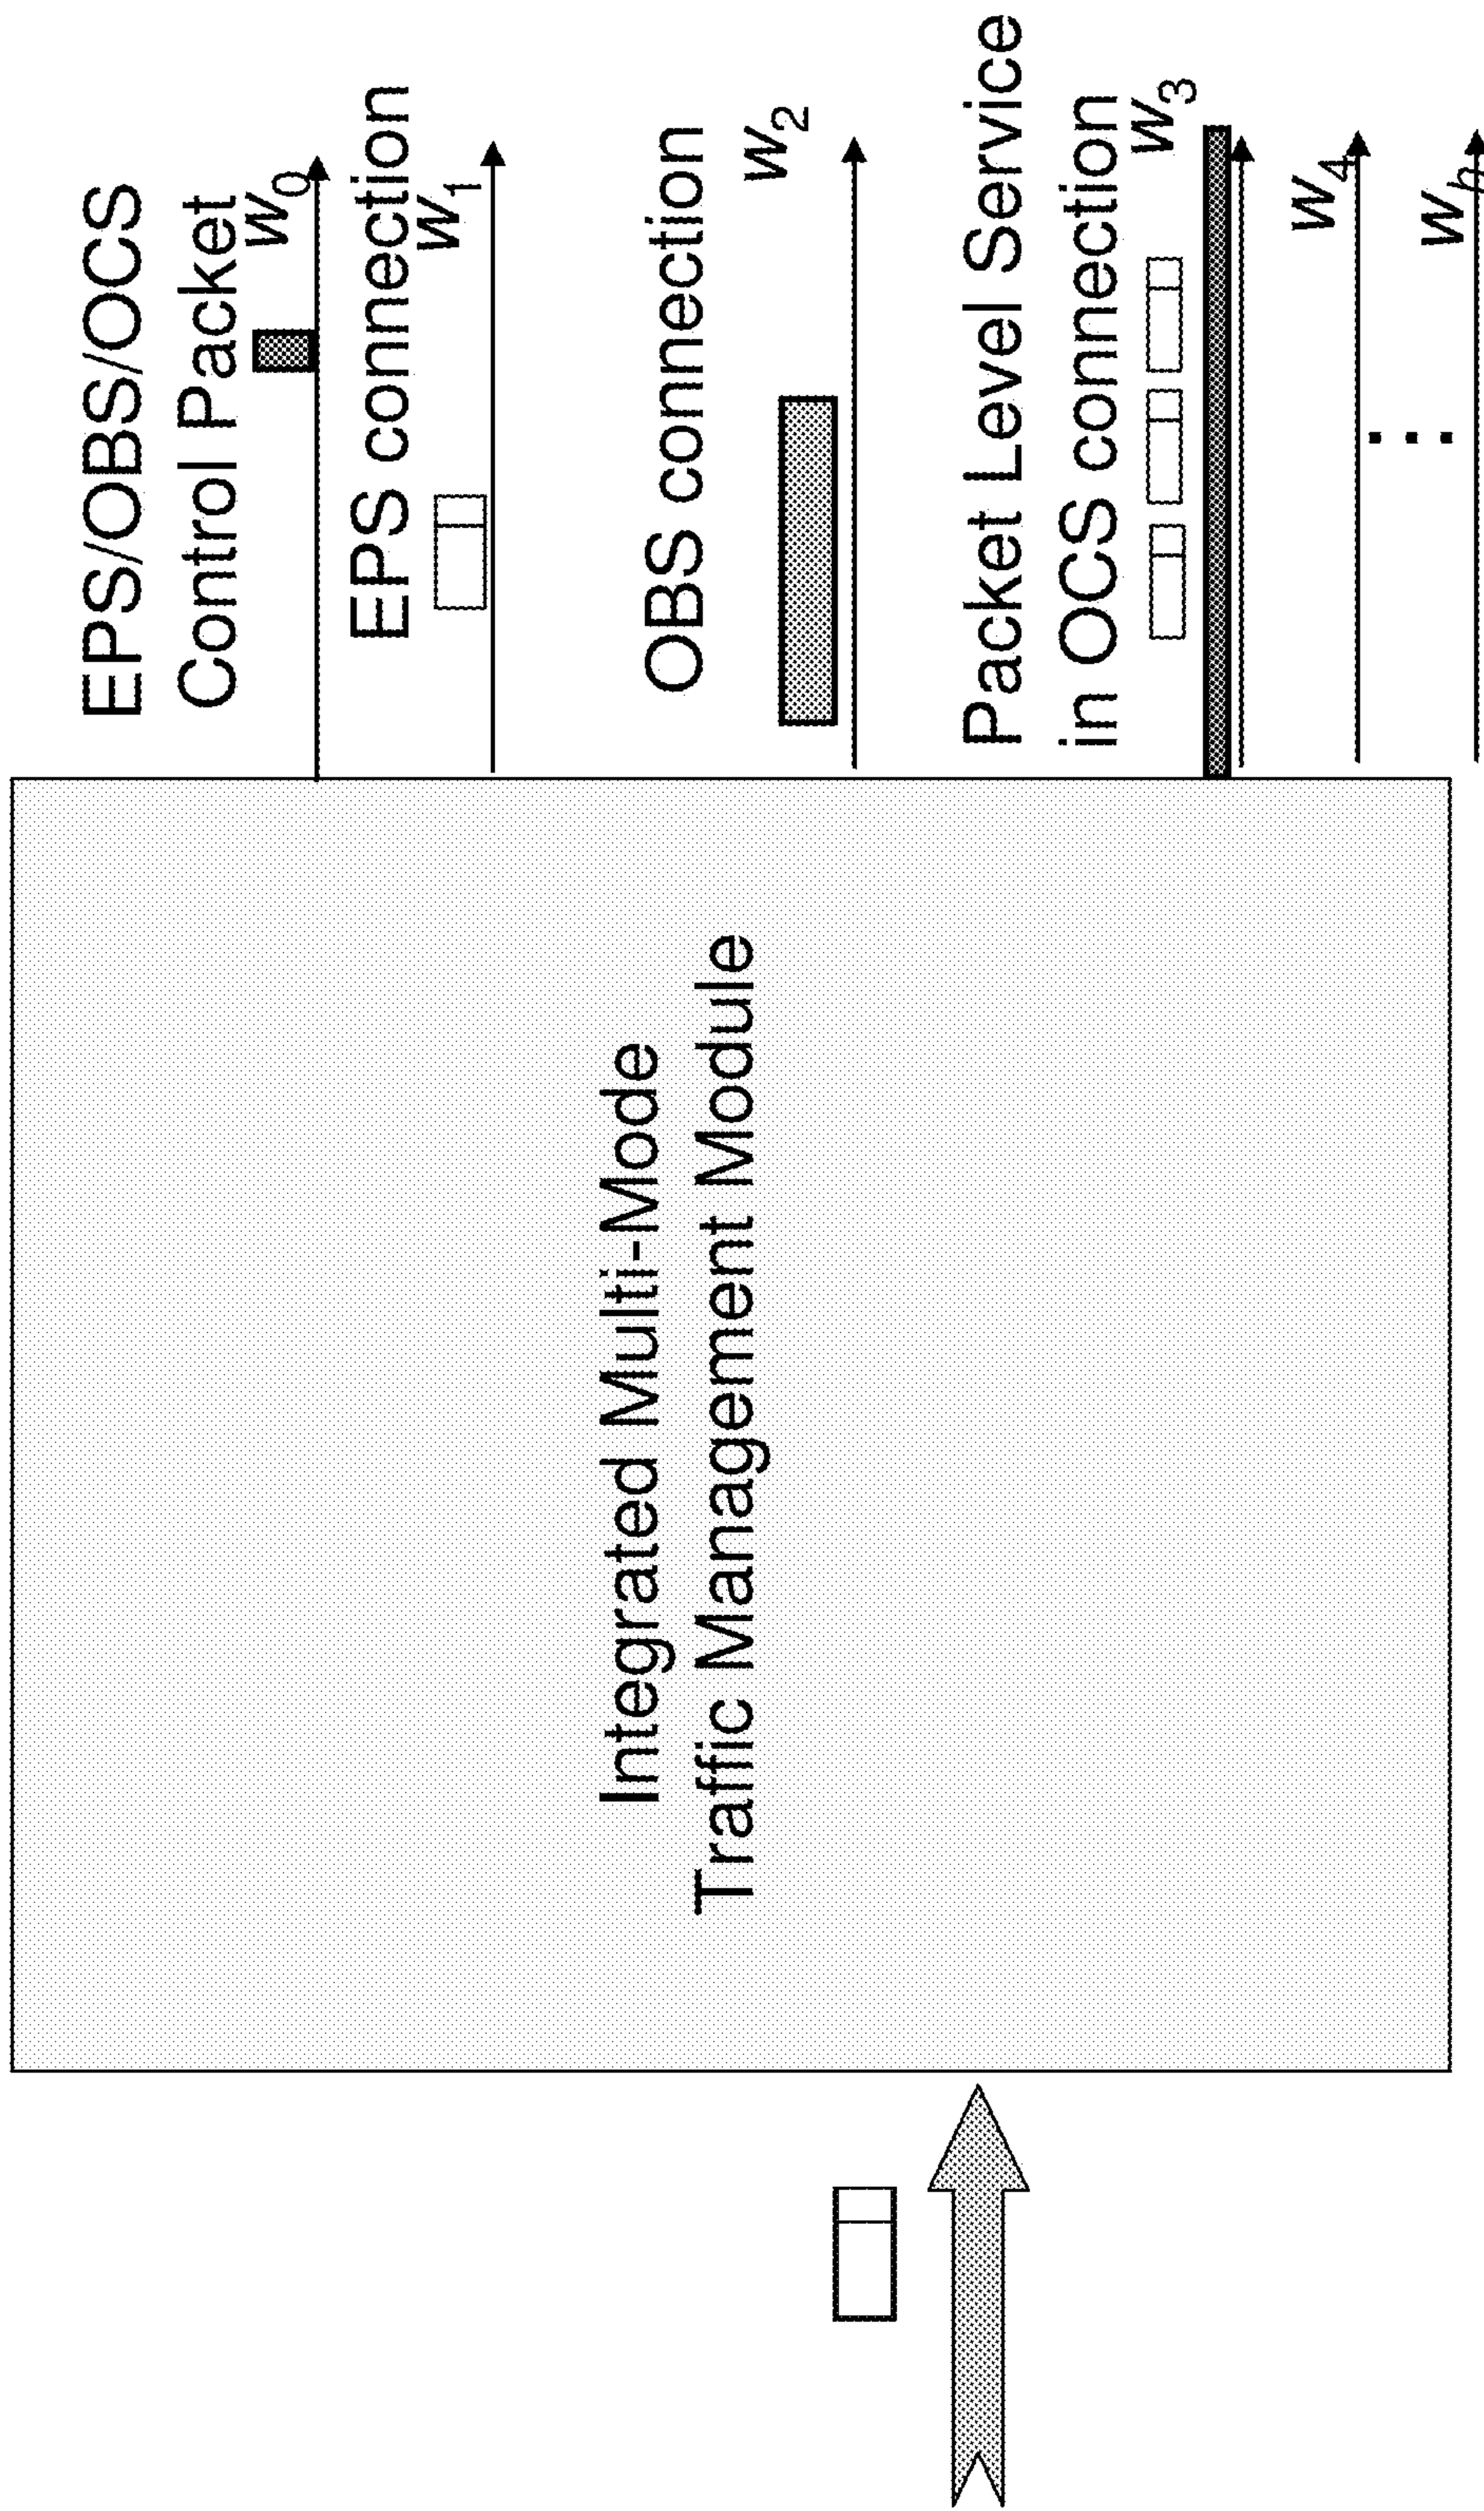 EPS/OBS/OCS
Control Packet
w0
EPS connection
w1
OBS connection
w2
Packet Level Service
in OCS connection
w3
w4
Integrated Multi-Mode
Traffic Management Module